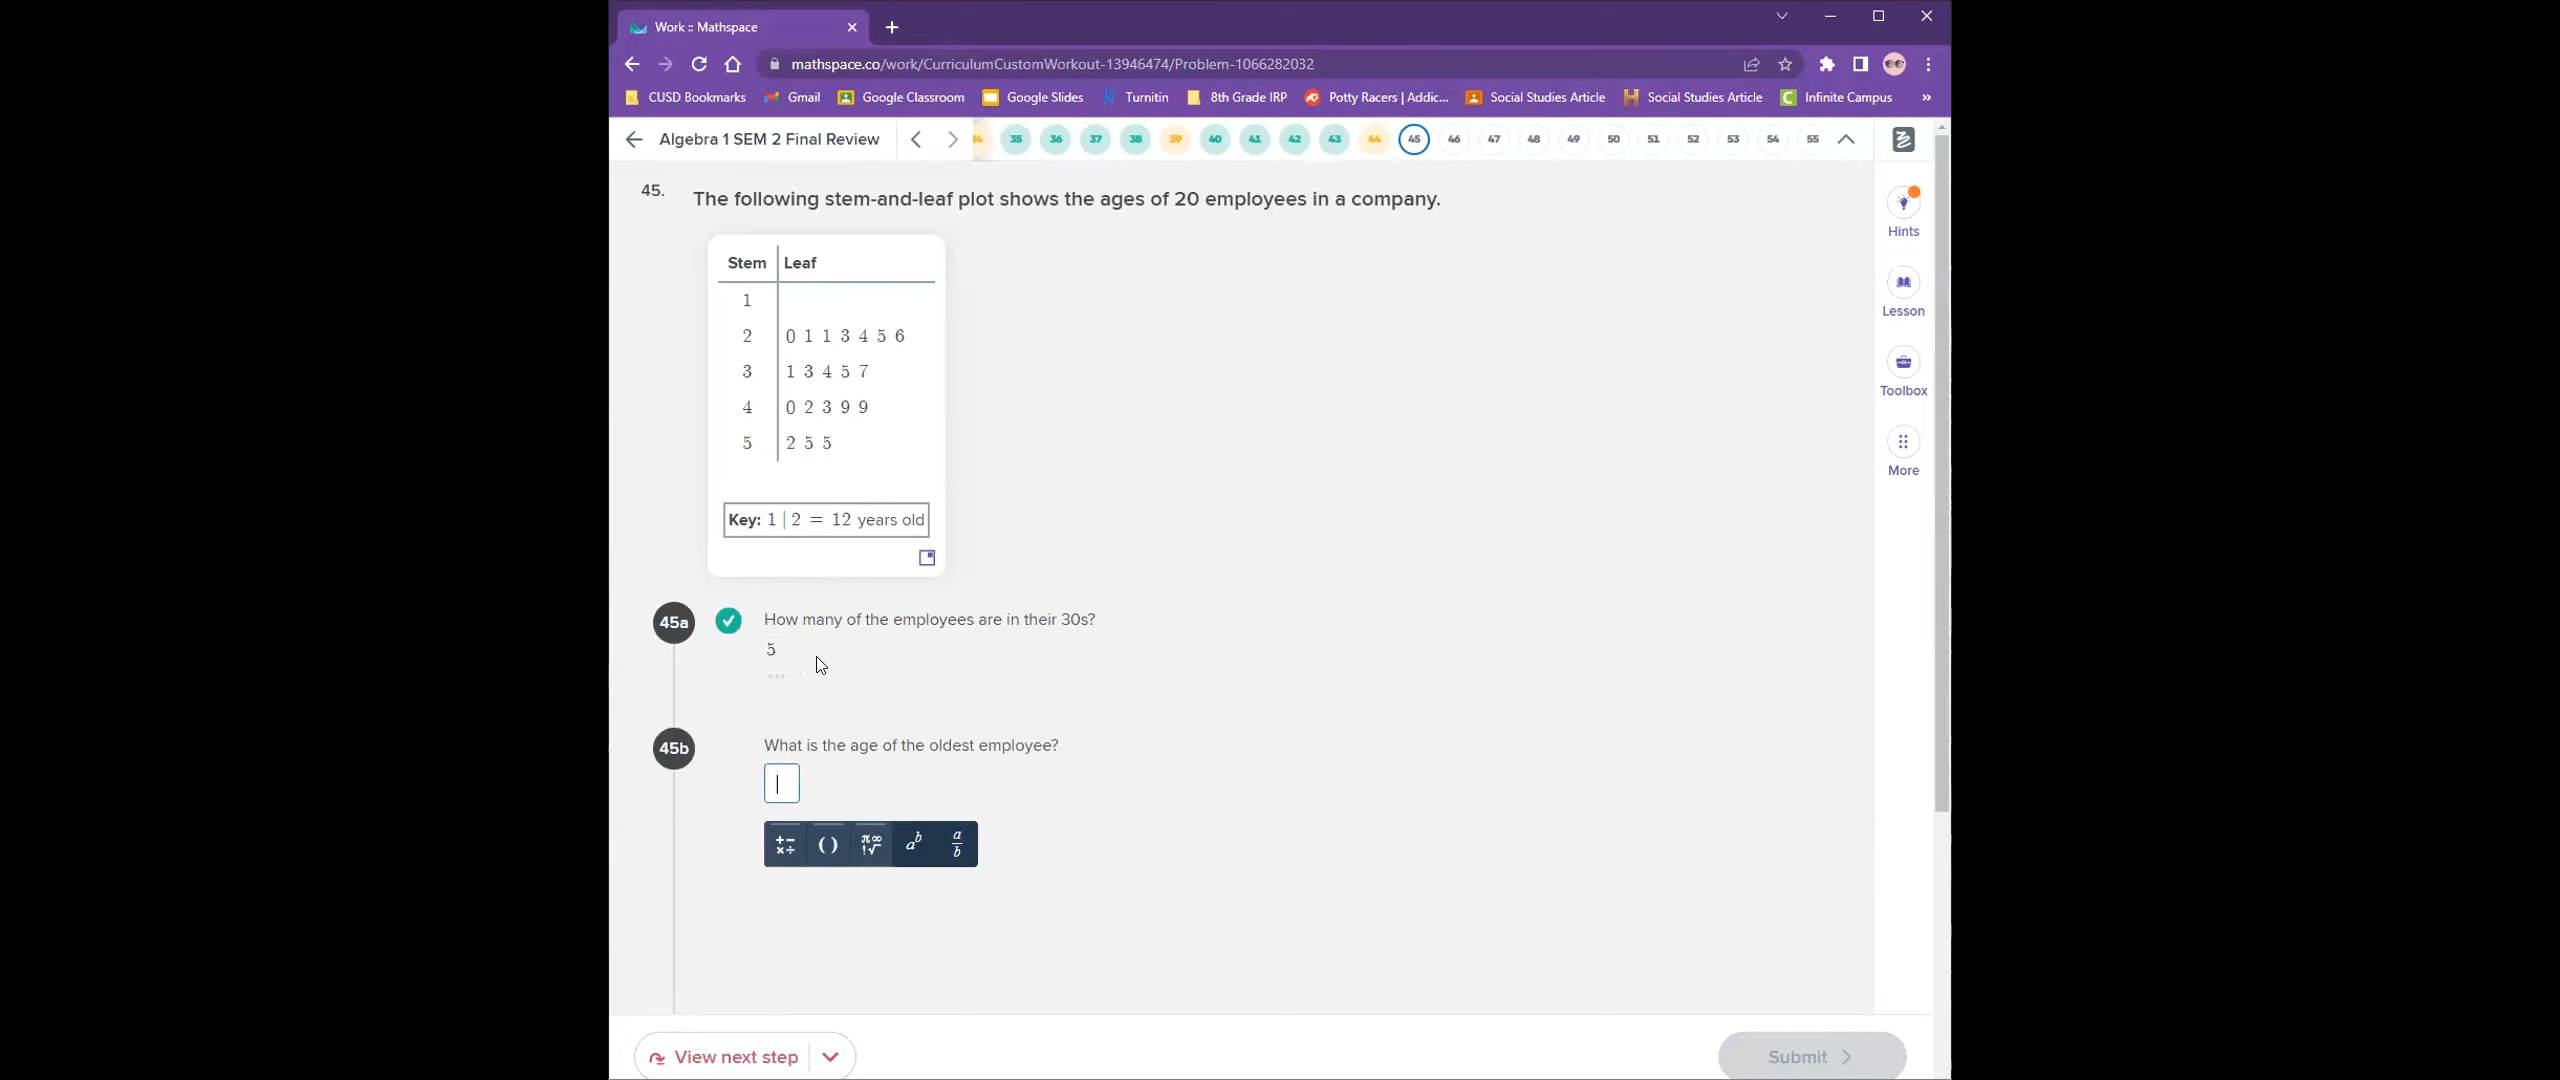 Work :: Mathspace
mathspace.co/work/CurriculumCustomWorkout-13946474/Problem-1066282032
CUSD Bookmarks Gmail Google Classroom Google Slides Turnitin 8th Grade IRP Potty Racers | Addic... Social Studies Article Social Studies Article Infinite Campus »
Algebra 1 SEM 2 Final Review 34 35 36 37 38 39 40 41 42 43 44 45 46 47 48 49 50 51 52 53 54 55
45. The following stem-and-leaf plot shows the ages of 20 employees in a company.
Hints
Lesson
Toolbox
More
Stem Leaf
1
2 0 1 1 3 4 5 6
3 1 3 4 5 7
4 0 2 3 9 9
5 2 5 5
Key: 1 | 2 = 12 years old
45a How many of the employees are in their 30s?
5
45b What is the age of the oldest employee?
+ − × ÷ ( ) π ∞ ! √ a^b a/b
View next step Submit